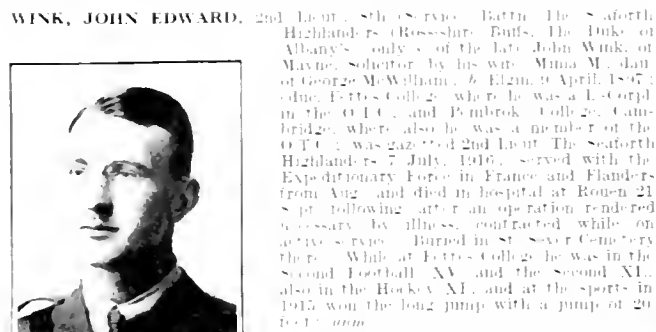 WINK, JOHN EDWARD, 2nd Lieut., 8th (Service) Battn. The Seaforth
Highlanders (Ross-shire Buffs, The Duke of
Albany's), only s. of the late John Wink, of
Mayne, Solicitor, by his wife, Mima M., dau.
of George McWilliam; b. Elgin, 9 April, 1897;
educ. Fettes College, where he was a L.-Corpl.
in the O.T.C., and Pembroke College, Cam-
bridge, where also he was a member of the
O.T.C.; was gazetted 2nd Lieut. The Seaforth
Highlanders 7 July, 1916; served with the
Expeditionary Force in France and Flanders
from Aug., and died in hospital at Rouen 21
Sept. following, after an operation rendered
necessary by illness, contracted while on
active service. Buried in St. Sever Cemetery
there. While at Fettes College he was in the
Second Football XV. and the Second XI.,
also in the Hockey XI., and at the sports in
1915 won the long jump with a jump of 20
feet; unm.